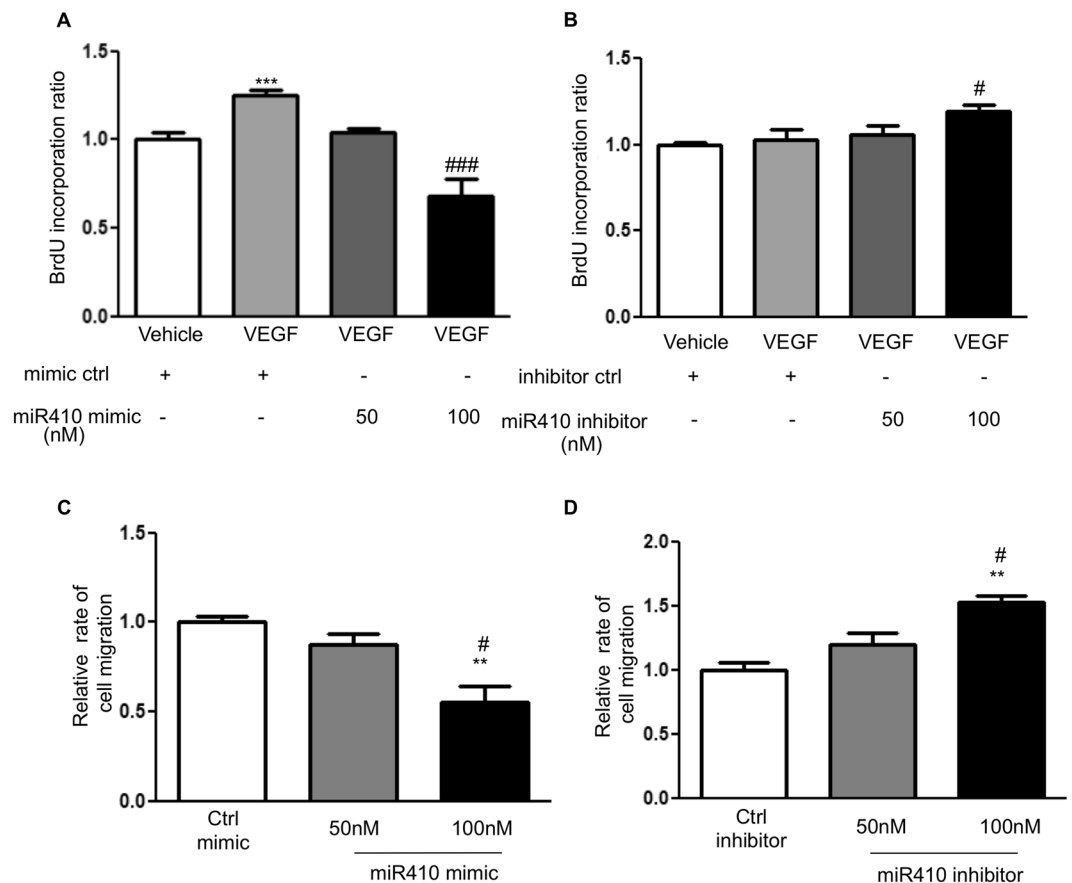 A
BrdU incorporation ratio
1.5
1.0
0.5
0.0
***
###
Vehicle VEGF VEGF VEGF
mimic ctrl + + - -
miR410 mimic - - 50 100
(nM)
B
BrdU incorporation ratio
1.5
1.0
0.5
0.0
#
Vehicle VEGF VEGF VEGF
inhibitor ctrl + + - -
miR410 inhibitor - - 50 100
(nM)
C
Relative rate of
cell migration
1.5
1.0
0.5
0.0
#
**
Ctrl
mimic
50nM 100nM
miR410 mimic
D
Relative rate of
cell migration
2.0
1.5
1.0
0.5
0.0
#
**
Ctrl
inhibitor
50nM 100nM
miR410 inhibitor